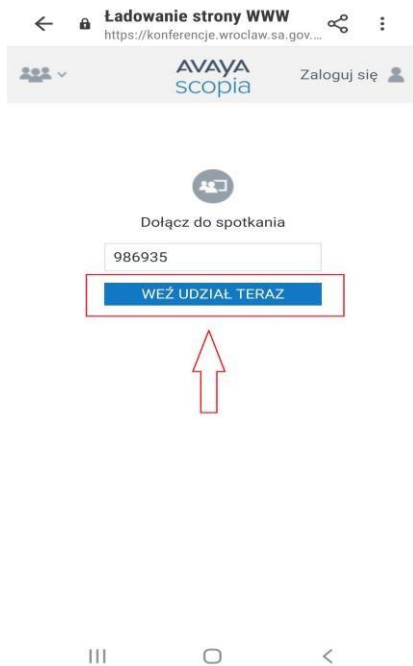 Ładowanie strony WWW
https://konferencje.wroclaw.sa.gov....
AVAYA
scopia
Zaloguj się
Dołącz do spotkania
986935
WEŹ UDZIAŁ TERAZ